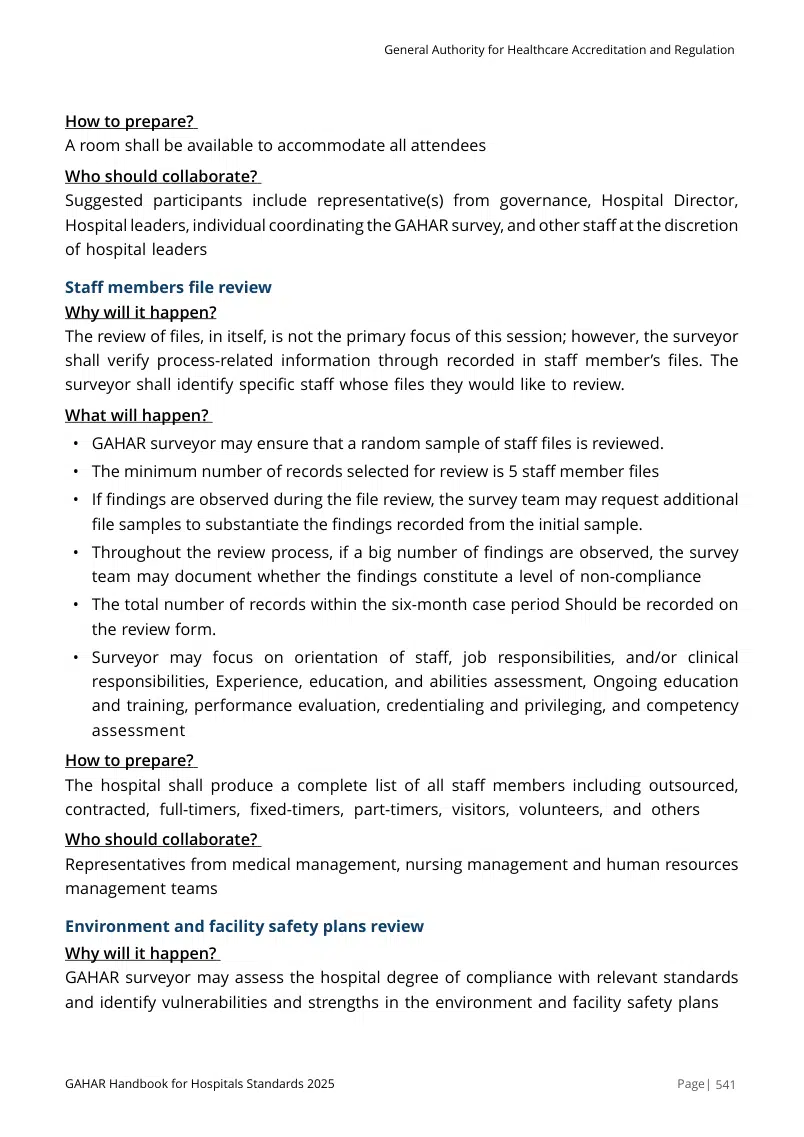 General Authority for Healthcare Accreditation and Regulation
How to prepare?
A room shall be available to accommodate all attendees
Who should collaborate?
Suggested participants include representative(s) from governance, Hospital Director,
Hospital leaders, individual coordinating the GAHAR survey, and other staff at the discretion
of hospital leaders
Staff members file review
Why will it happen?
The review of files, in itself, is not the primary focus of this session; however, the surveyor
shall verify process-related information through recorded in staff member’s files. The
surveyor shall identify specific staff whose files they would like to review.
What will happen?
• GAHAR surveyor may ensure that a random sample of staff files is reviewed.
• The minimum number of records selected for review is 5 staff member files
• If findings are observed during the file review, the survey team may request additional
file samples to substantiate the findings recorded from the initial sample.
• Throughout the review process, if a big number of findings are observed, the survey
team may document whether the findings constitute a level of non-compliance
• The total number of records within the six-month case period Should be recorded on
the review form.
• Surveyor may focus on orientation of staff, job responsibilities, and/or clinical
responsibilities, Experience, education, and abilities assessment, Ongoing education
and training, performance evaluation, credentialing and privileging, and competency
assessment
How to prepare?
The hospital shall produce a complete list of all staff members including outsourced,
contracted, full-timers, fixed-timers, part-timers, visitors, volunteers, and others
Who should collaborate?
Representatives from medical management, nursing management and human resources
management teams
Environment and facility safety plans review
Why will it happen?
GAHAR surveyor may assess the hospital degree of compliance with relevant standards
and identify vulnerabilities and strengths in the environment and facility safety plans
GAHAR Handbook for Hospitals Standards 2025
Page| 541